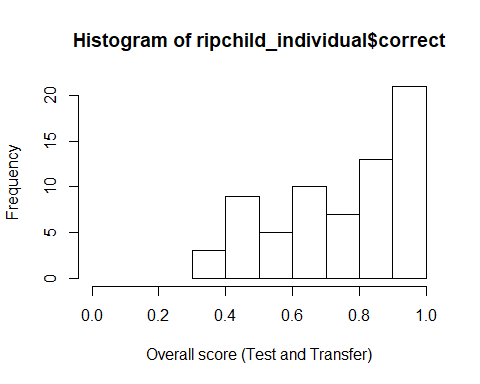 Histogram of ripchild_individual$correct
Frequency
20
15
10
5
0
0.0 0.2 0.4 0.6 0.8 1.0
Overall score (Test and Transfer)